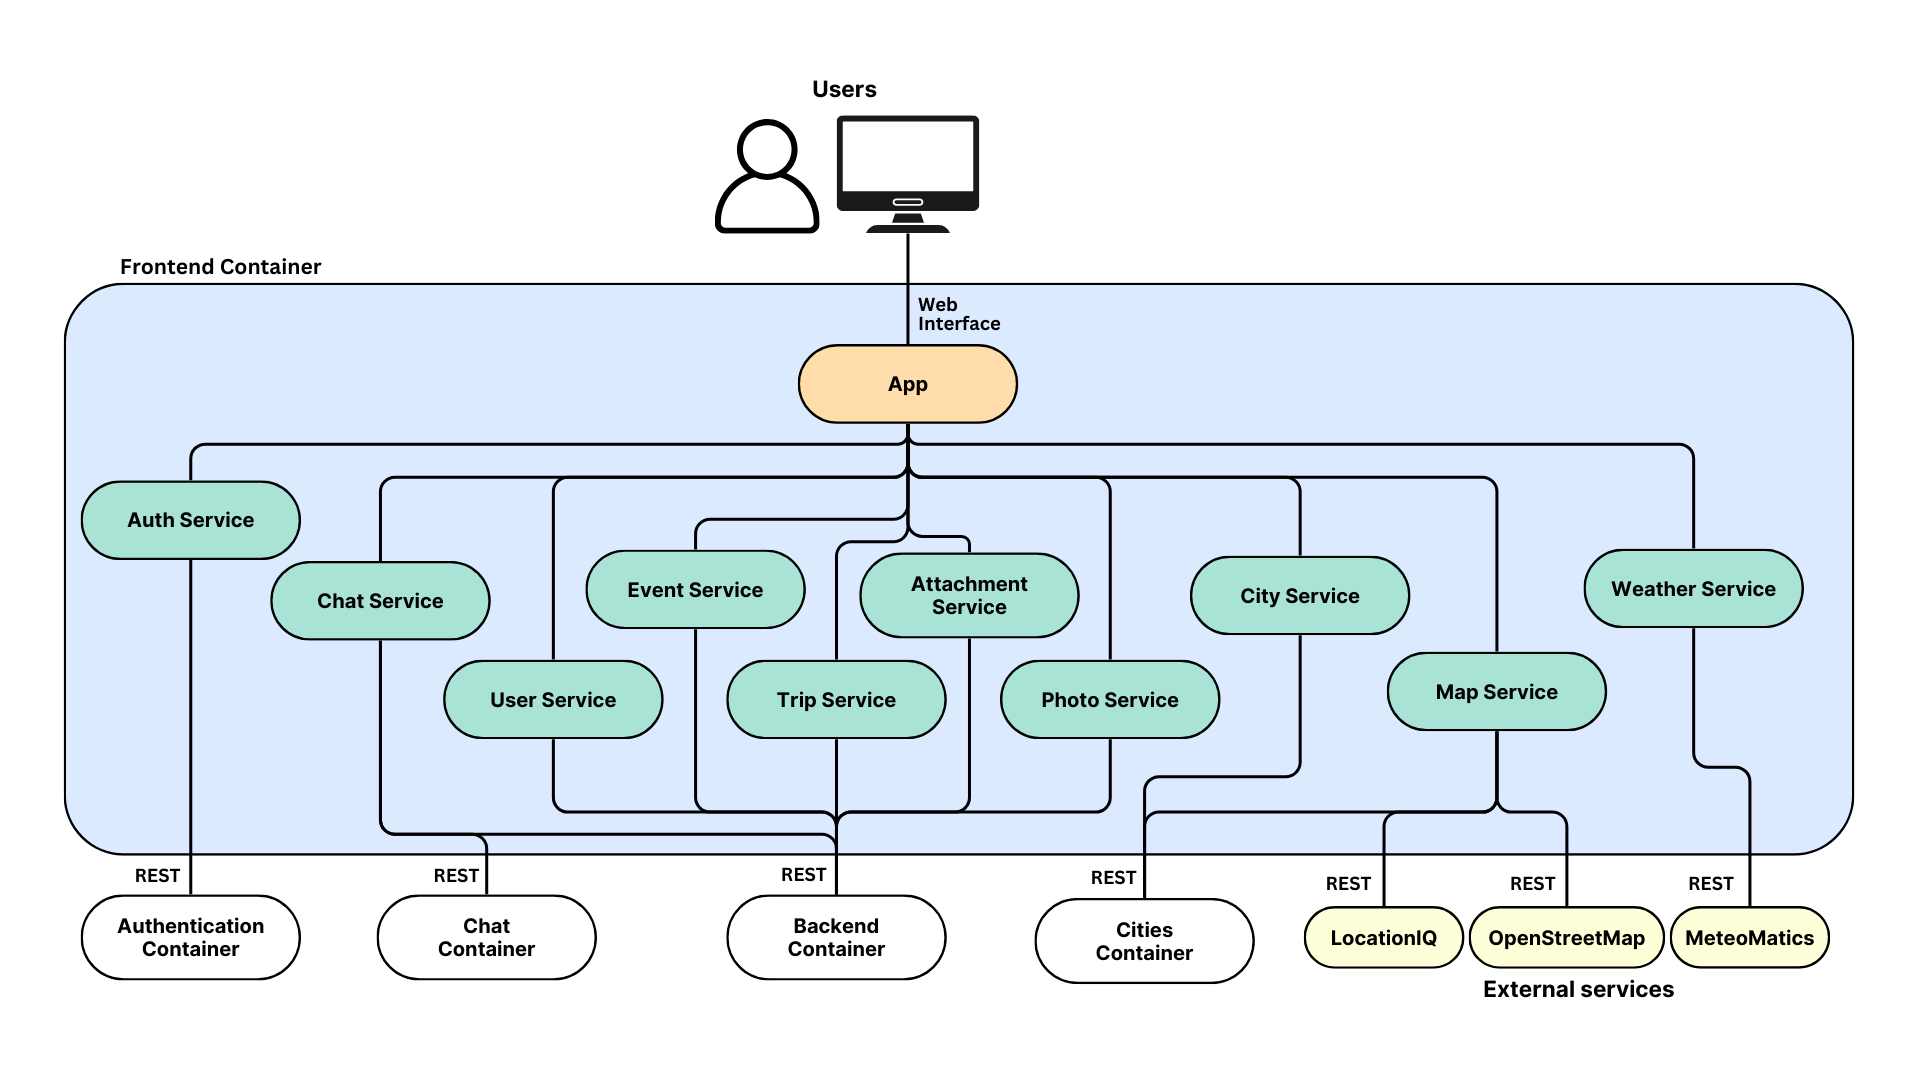 Users
Frontend Container
Web
Interface
App
Auth Service
Chat Service
Event Service
Attachment
Service
City Service
Weather Service
User Service
Trip Service
Photo Service
Map Service
REST
REST
REST
REST
REST
REST
REST
Authentication
Container
Chat
Container
Backend
Container
Cities
Container
LocationIQ
OpenStreetMap
MeteoMatics
External services